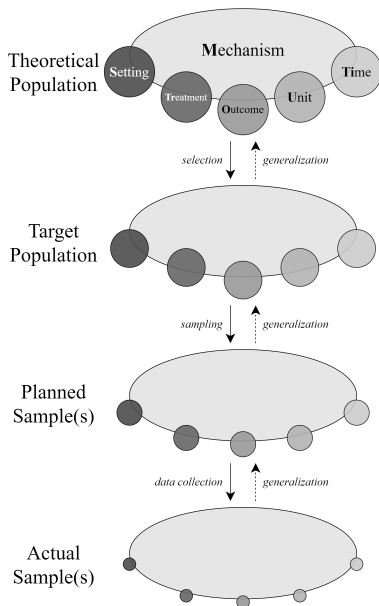 Theoretical
Population
Mechanism
Setting
Treatment
Outcome
Unit
Time
selection
generalization
Target
Population
sampling
generalization
Planned
Sample(s)
data collection
generalization
Actual
Sample(s)